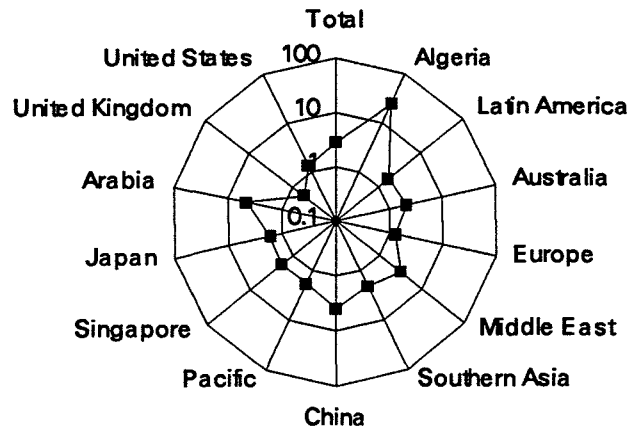 Total
United States
100
Algeria
United Kingdom
10
Latin America
Arabia
1
Australia
0.1
Japan
Europe
Singapore
Middle East
Pacific
Southern Asia
China